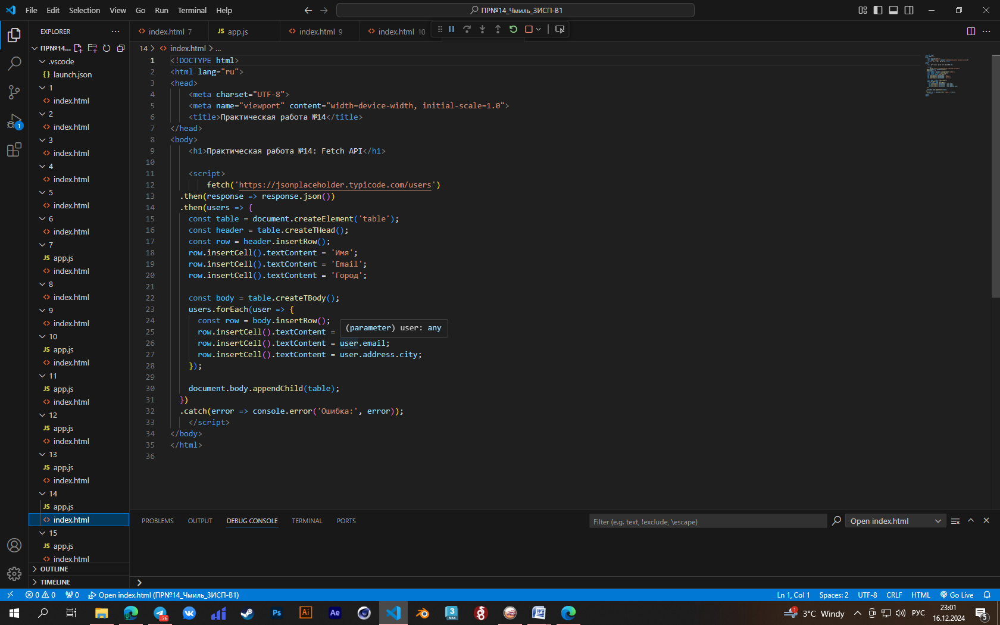 File Edit Selection View Go Run Terminal Help
ПР№14_Чмиль_3ИСП-В1
EXPLORER
ПР№14...
.vscode
launch.json
1
index.html
2
index.html
3
index.html
4
index.html
5
index.html
6
index.html
7
JS app.js
index.html
8
index.html
9
index.html
10
JS app.js
index.html
11
JS app.js
index.html
12
JS app.js
index.html
13
JS app.js
index.html
14
JS app.js
index.html
15
JS app.js
index.html
OUTLINE
TIMELINE
index.html 7 JS app.js index.html 9 index.html 10
14 > index.html > ...
1 <!DOCTYPE html>
2 <html lang="ru">
3 <head>
4 <meta charset="UTF-8">
5 <meta name="viewport" content="width=device-width, initial-scale=1.0">
6 <title>Практическая работа №14</title>
7 </head>
8 <body>
9 <h1>Практическая работа №14: Fetch API</h1>
10
11 <script>
12 fetch('https://jsonplaceholder.typicode.com/users')
13 .then(response => response.json())
14 .then(users => {
15 const table = document.createElement('table');
16 const header = table.createTHead();
17 const row = header.insertRow();
18 row.insertCell().textContent = 'Имя';
19 row.insertCell().textContent = 'Email';
20 row.insertCell().textContent = 'Город';
21
22 const body = table.createTBody();
23 users.forEach(user => {
24 const row = body.insertRow();
25 row.insertCell().textContent =
(parameter) user: any
26 row.insertCell().textContent = user.email;
27 row.insertCell().textContent = user.address.city;
28 });
29
30 document.body.appendChild(table);
31 })
32 .catch(error => console.error('Ошибка:', error));
33 </script>
34 </body>
35 </html>
36
PROBLEMS OUTPUT DEBUG CONSOLE TERMINAL PORTS
Filter (e.g. text, !exclude, \escape)
Open index.html
0 0 0 Open index.html (ПР№14_Чмиль_3ИСП-В1)
Ln 1, Col 1 Spaces: 2 UTF-8 CRLF HTML Go Live
3°C Windy
РУС
23:01
16.12.2024